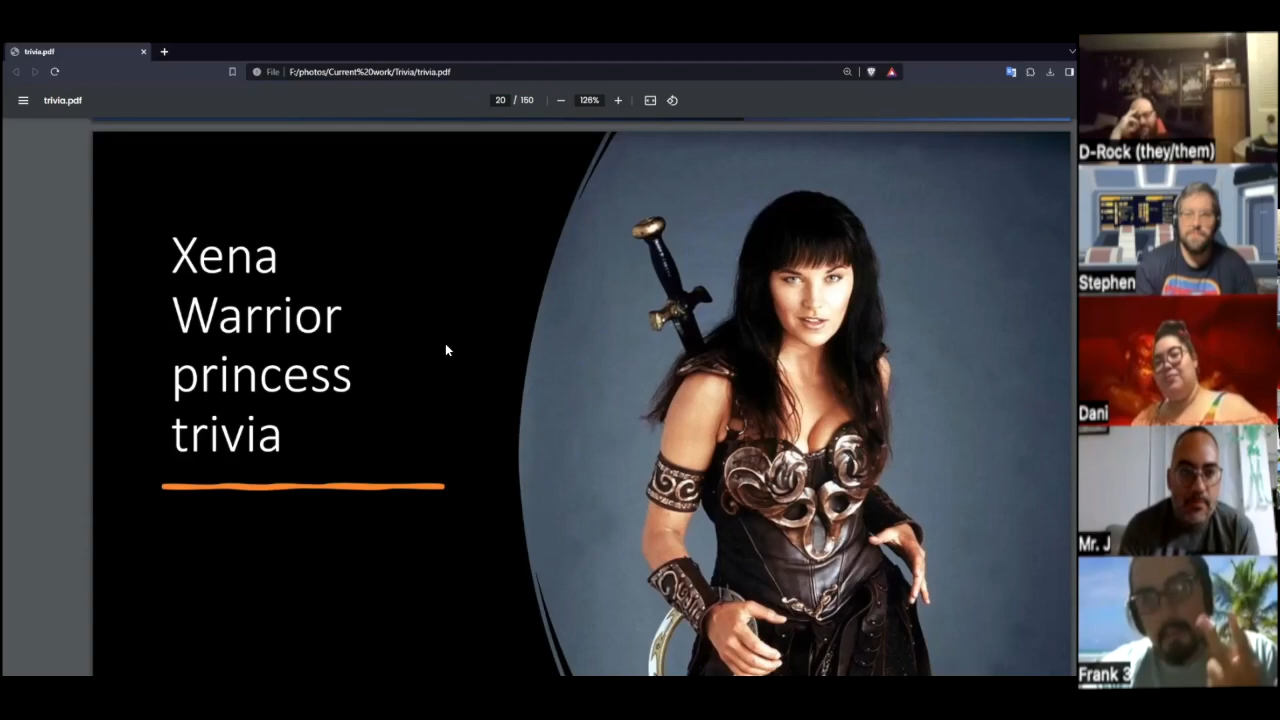 trivia.pdf
File F:/photos/Current%20work/Trivia/trivia.pdf
trivia.pdf
20 / 150
126%
Xena
Warrior
princess
trivia
D-Rock (they/them)
Stephen
Dani
Mr. J
Frank 3